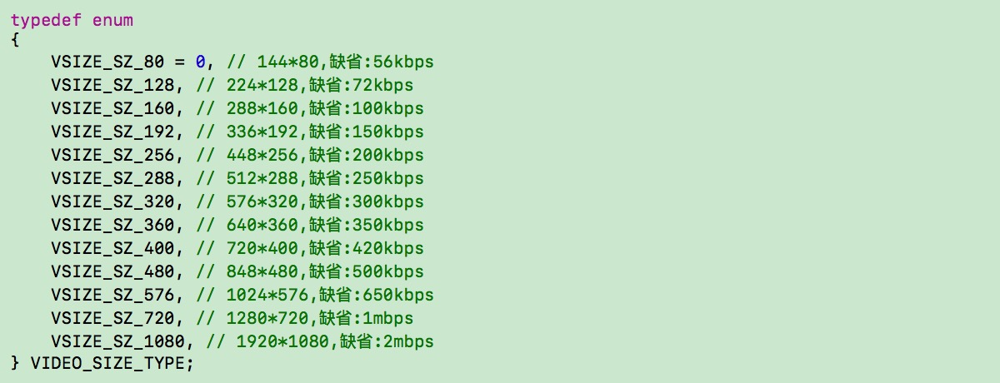 typedef enum
{
    VSIZE_SZ_80 = 0, // 144*80,缺省:56kbps
    VSIZE_SZ_128, // 224*128,缺省:72kbps
    VSIZE_SZ_160, // 288*160,缺省:100kbps
    VSIZE_SZ_192, // 336*192,缺省:150kbps
    VSIZE_SZ_256, // 448*256,缺省:200kbps
    VSIZE_SZ_288, // 512*288,缺省:250kbps
    VSIZE_SZ_320, // 576*320,缺省:300kbps
    VSIZE_SZ_360, // 640*360,缺省:350kbps
    VSIZE_SZ_400, // 720*400,缺省:420kbps
    VSIZE_SZ_480, // 848*480,缺省:500kbps
    VSIZE_SZ_576, // 1024*576,缺省:650kbps
    VSIZE_SZ_720, // 1280*720,缺省:1mbps
    VSIZE_SZ_1080, // 1920*1080,缺省:2mbps
} VIDEO_SIZE_TYPE;